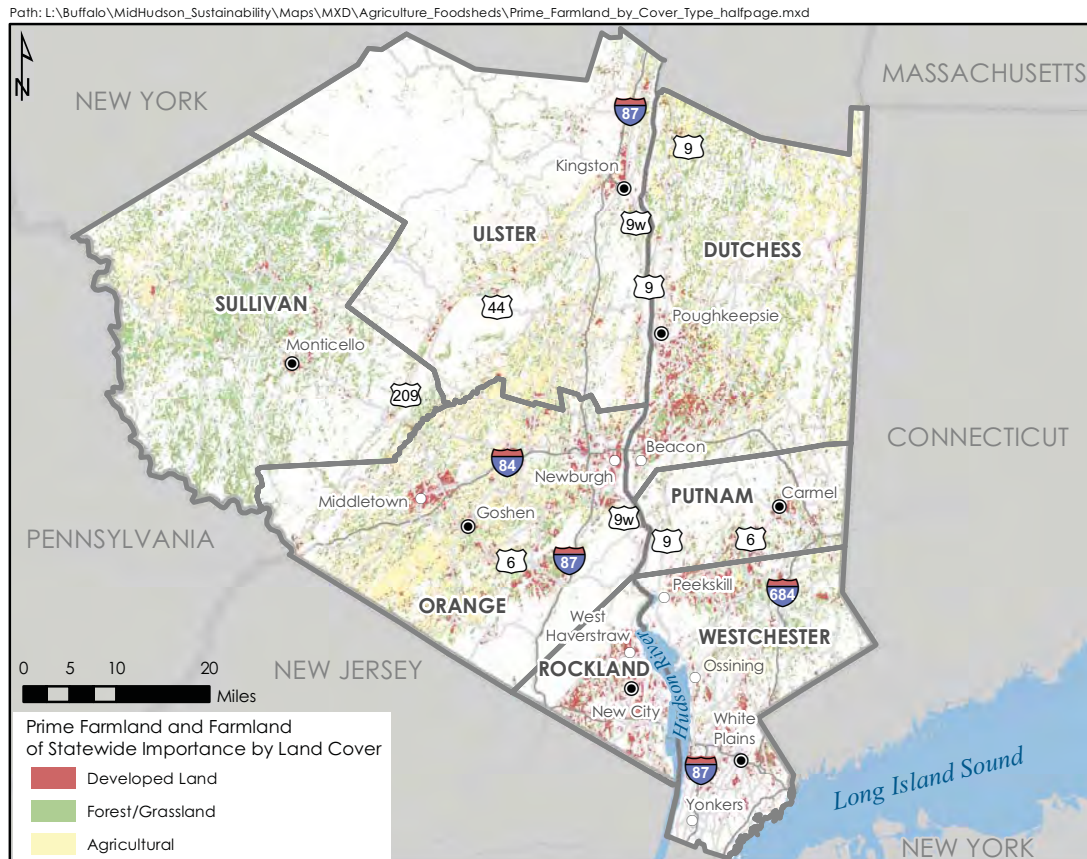 Path: L:\Buffalo\MidHudson_Sustainability\Maps\MXD\Agriculture_Foodsheds\Prime_Farmland_by_Cover_Type_halfpage.mxd
N
NEW YORK
MASSACHUSETTS
87
9
Kingston
9w
ULSTER
DUTCHESS
9
SULLIVAN
44
Poughkeepsie
Monticello
209
CONNECTICUT
84
Beacon
Newburgh
Middletown
PUTNAM
Carmel
Goshen
9w
PENNSYLVANIA
9
6
6
87
Peekskill
684
ORANGE
West
Haverstraw
WESTCHESTER
NEW JERSEY
ROCKLAND
Hudson River
Ossining
0 5 10 20
Miles
New City
White
Plains
87
Long Island Sound
Yonkers
NEW YORK
Prime Farmland and Farmland
of Statewide Importance by Land Cover
Developed Land
Forest/Grassland
Agricultural